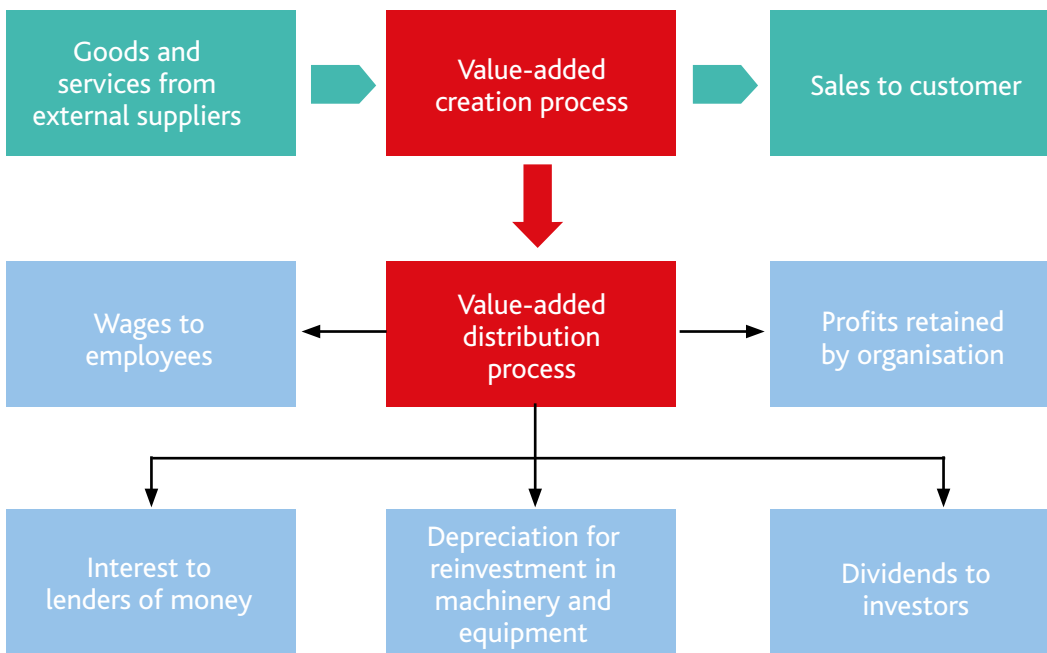 Goods and
services from
external suppliers
Value-added
creation process
Sales to customer
Wages to
employees
Value-added
distribution
process
Profits retained
by organisation
Interest to
lenders of money
Depreciation for
reinvestment in
machinery and
equipment
Dividends to
investors